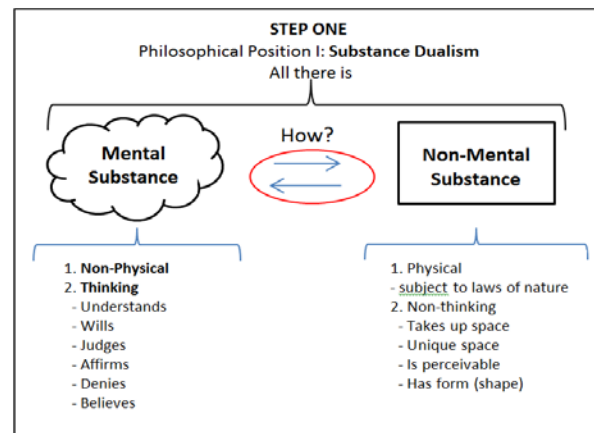 STEP ONE
Philosophical Position I: Substance Dualism
All there is
How?
Mental
Substance
Non-Mental
Substance
1. Non-Physical
2. Thinking
- Understands
- Wills
- Judges
- Affirms
- Denies
- Believes
1. Physical
- subject to laws of nature
2. Non-thinking
- Takes up space
- Unique space
- Is perceivable
- Has form (shape)